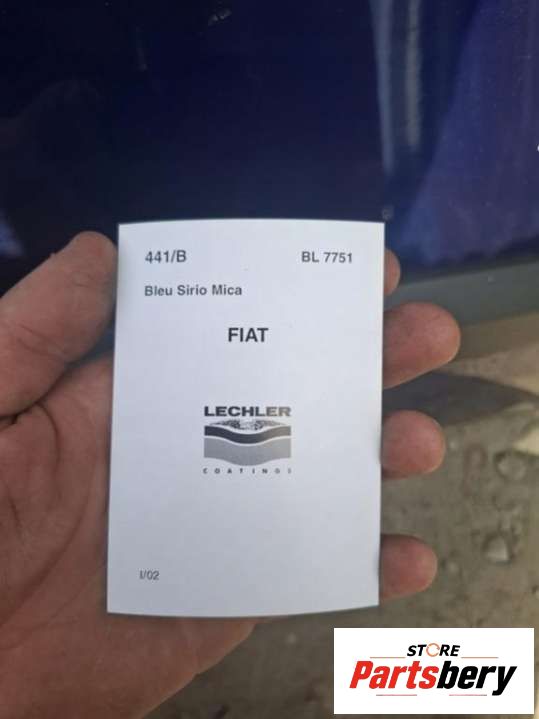 441/B BL 7751
Bleu Sirio Mica
FIAT
LECHLER
COATINGS
I/02
STORE
Partsbery